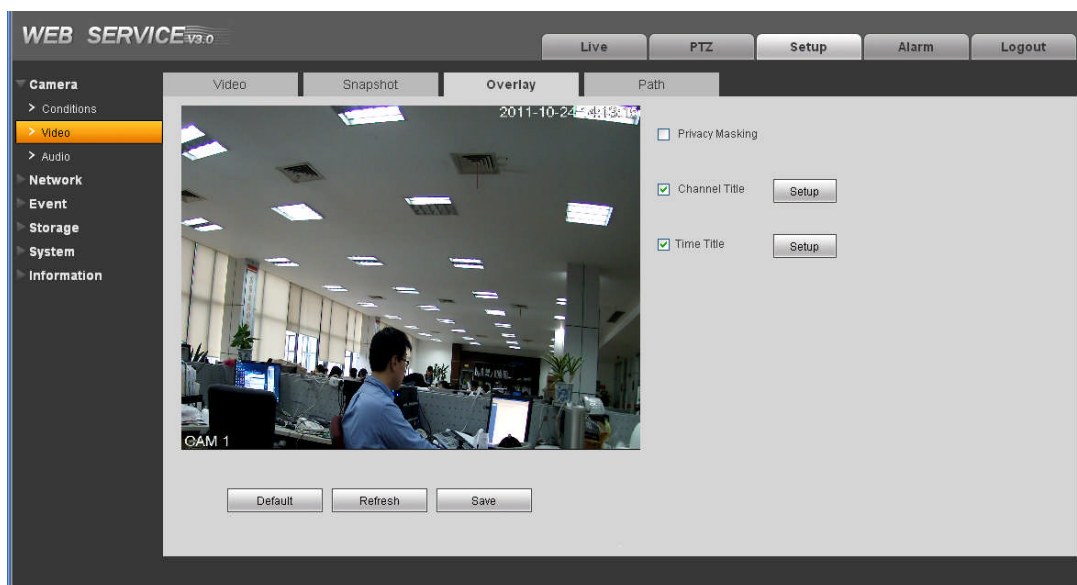 WEB SERVICE V3.0
Live PTZ Setup Alarm Logout
Camera
> Conditions
> Video
> Audio
Network
Event
Storage
System
Information
Video Snapshot Overlay Path
2011-10-24
CAM 1
Privacy Masking
Channel Title Setup
Time Title Setup
Default Refresh Save